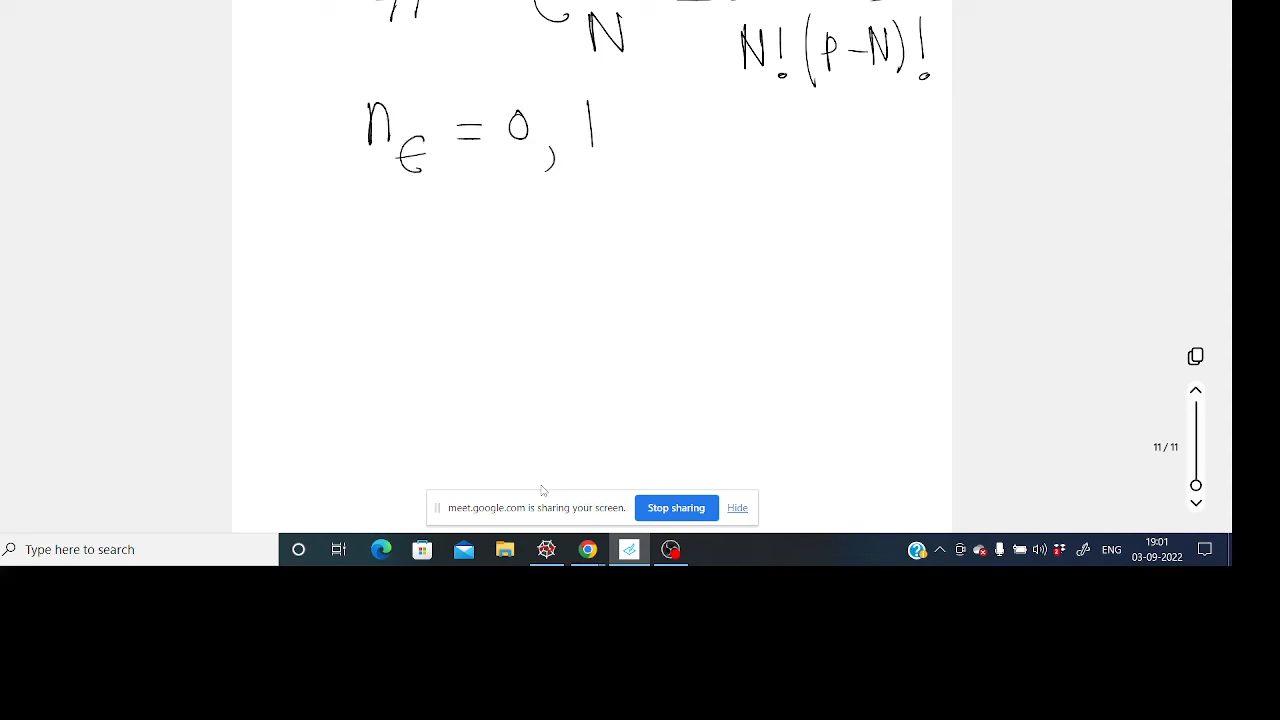 N
N!(p-N)!
n_ϵ = 0, 1
11 / 11
meet.google.com is sharing your screen. Stop sharing Hide
Type here to search
ENG
19:01
03-09-2022